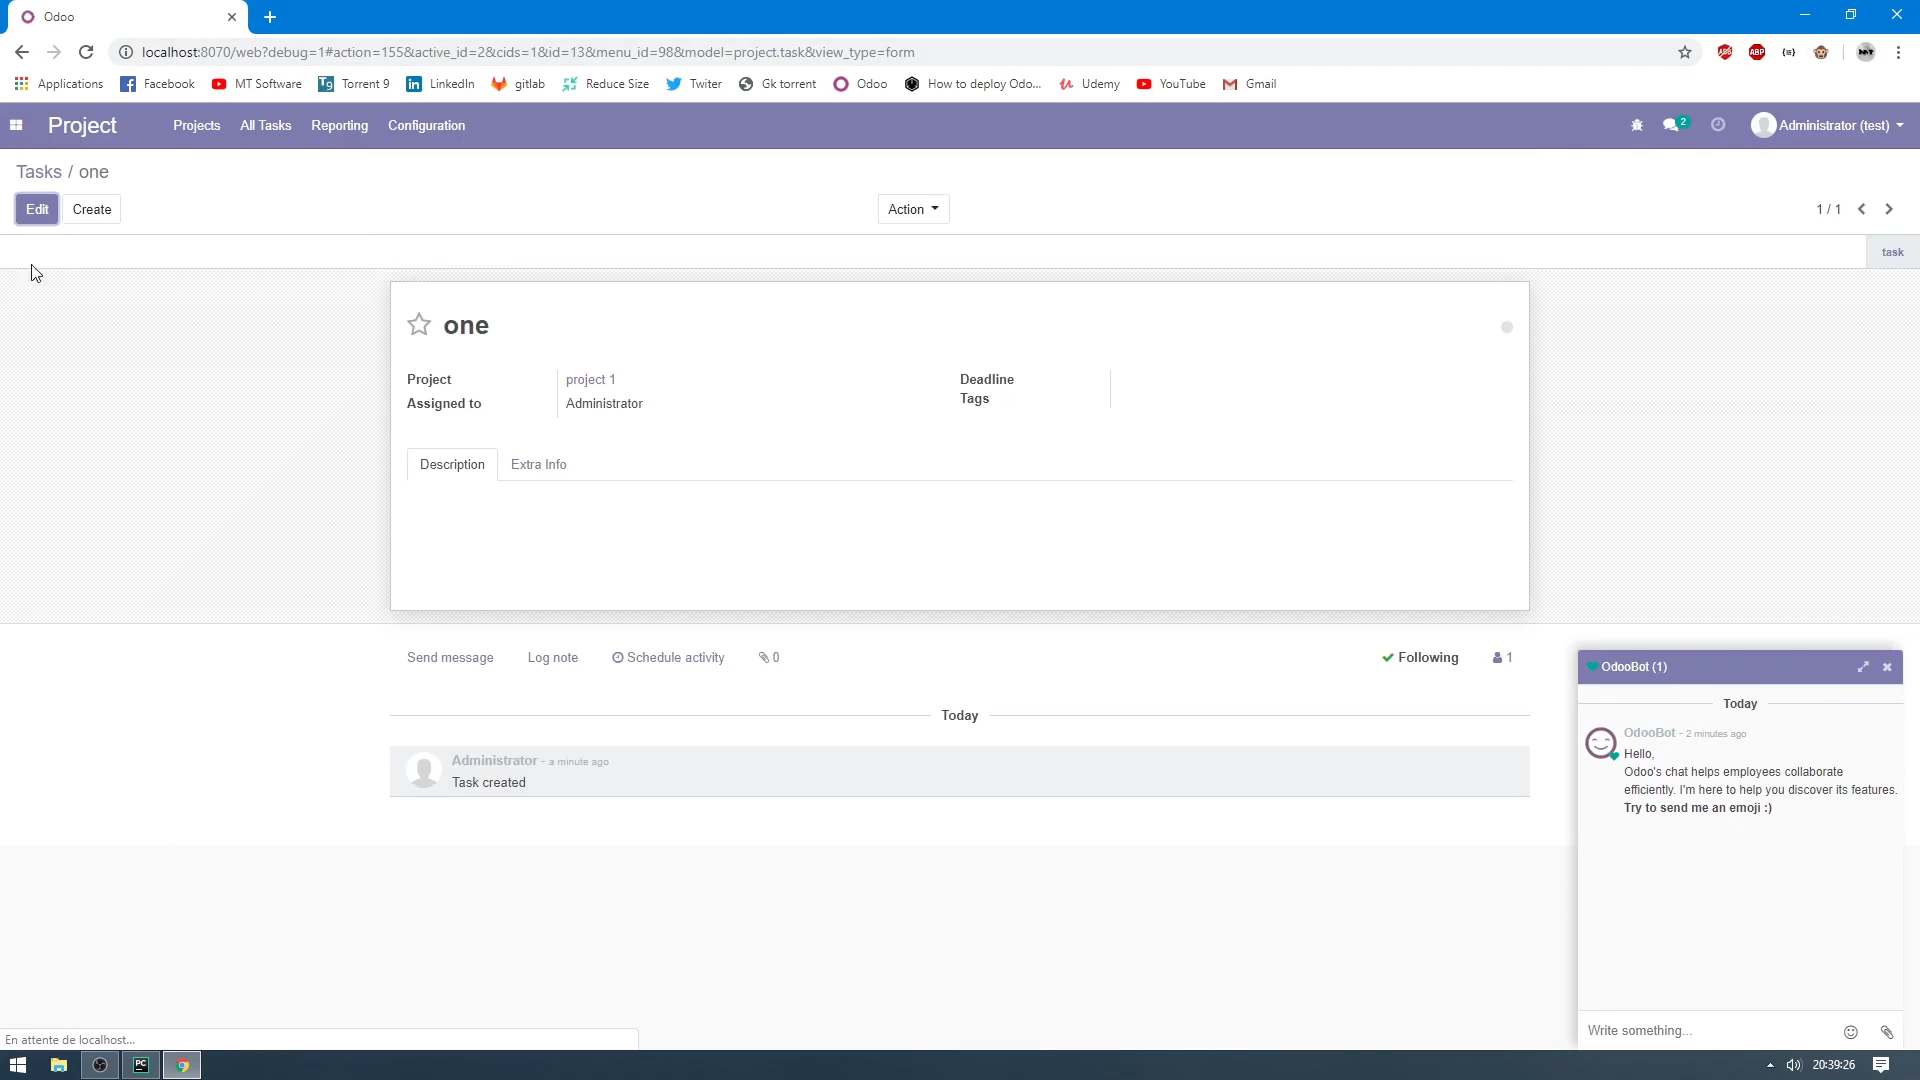 Odoo
localhost:8070/web?debug=1#action=155&active_id=2&cids=1&id=13&menu_id=98&model=project.task&view_type=form
ABP
Applications
Facebook
MT Software
T9 Torrent 9
LinkedIn
gitlab
Reduce Size
Twiter
Gk torrent
Odoo
How to deploy Odo...
Udemy
YouTube
Gmail
Project
Projects
All Tasks
Reporting
Configuration
2
Administrator (test)
Tasks / one
Edit
Create
Action
1 / 1
task
one
Project
project 1
Assigned to
Administrator
Deadline
Tags
Description
Extra Info
Send message
Log note
Schedule activity
0
Following
1
Today
Administrator - a minute ago
Task created
OdooBot (1)
Today
OdooBot - 2 minutes ago
Hello,
Odoo's chat helps employees collaborate
efficiently. I'm here to help you discover its features.
Try to send me an emoji :)
Write something...
En attente de localhost...
PC
20:39:26